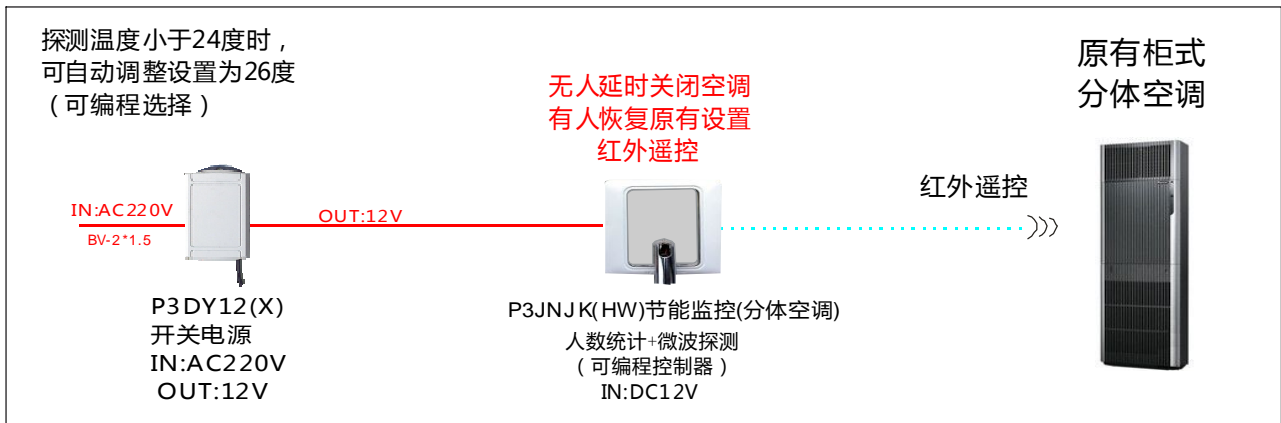 探测温度小于24度时，
可自动调整设置为26度
（可编程选择）
无人延时关闭空调
有人恢复原有设置
红外遥控
原有柜式
分体空调
IN:AC220V
BV-2*1.5
OUT:12V
红外遥控
P3DY12(X)
开关电源
IN:AC220V
OUT:12V
P3JNJK(HW)节能监控(分体空调)
人数统计+微波探测
（可编程控制器）
IN:DC12V